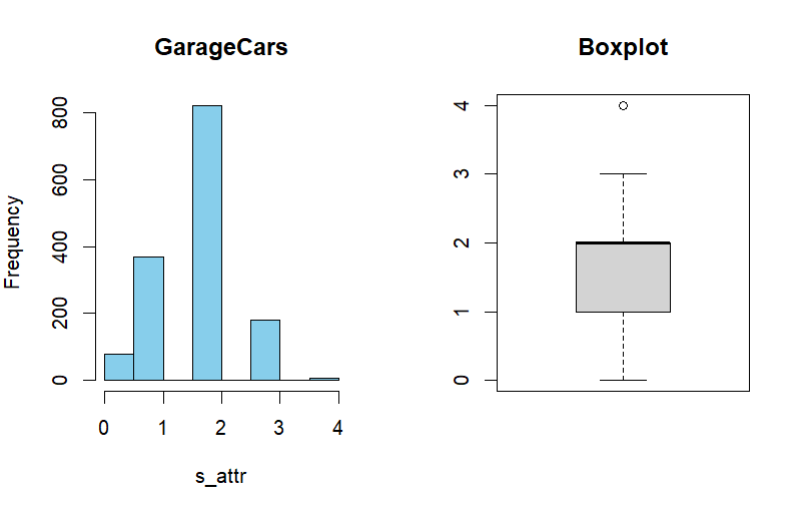 GarageCars
Frequency
0 200 400 600 800
0 1 2 3 4
s_attr
Boxplot
0 1 2 3 4